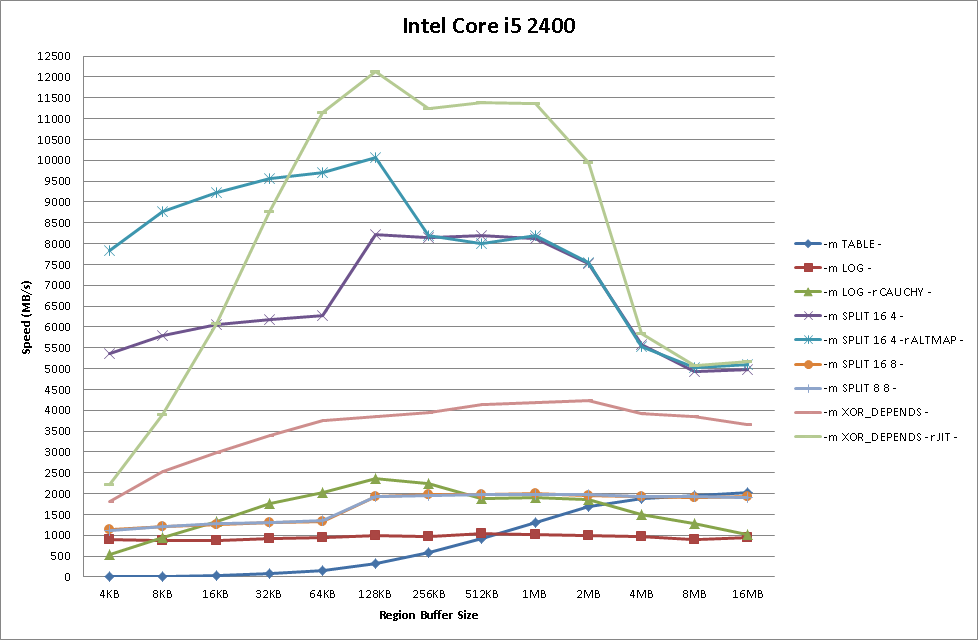 Intel Core i5 2400
12500
12000
11500
11000
10500
10000
9500
9000
8500
8000
7500
7000
6500
6000
5500
5000
4500
4000
3500
3000
2500
2000
1500
1000
500
0
Speed (MB/s)
4KB 8KB 16KB 32KB 64KB 128KB 256KB 512KB 1MB 2MB 4MB 8MB 16MB
Region Buffer Size
-m TABLE -
-m LOG -
-m LOG -r CAUCHY -
-m SPLIT 16 4 -
-m SPLIT 16 4 -r ALTMAP -
-m SPLIT 16 8 -
-m SPLIT 8 8 -
-m XOR_DEPENDS -
-m XOR_DEPENDS -r JIT -